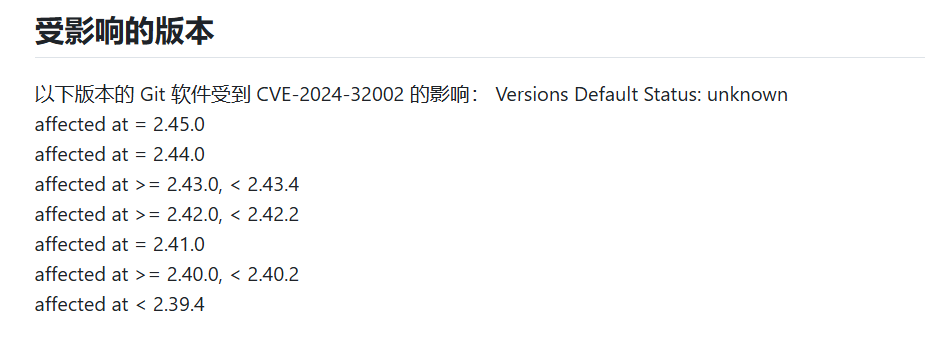 受影响的版本
以下版本的 Git 软件受到 CVE-2024-32002 的影响： Versions Default Status: unknown
affected at = 2.45.0
affected at = 2.44.0
affected at >= 2.43.0, < 2.43.4
affected at >= 2.42.0, < 2.42.2
affected at = 2.41.0
affected at >= 2.40.0, < 2.40.2
affected at < 2.39.4